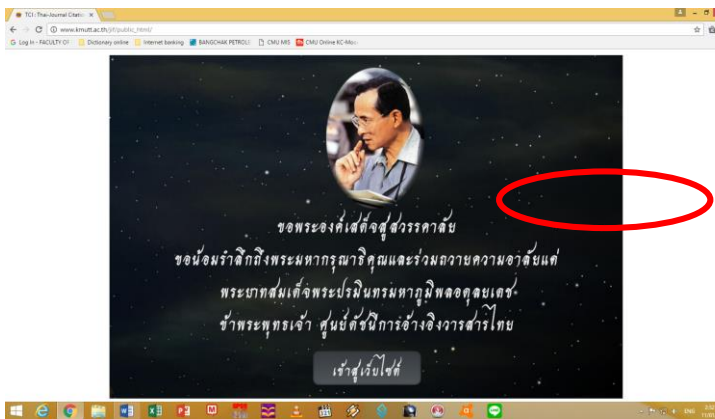 TCI : Thai-Journal Citatio
www.kmutt.ac.th/jif/public_html/
Log In - FACULTY OF Dictionary online Internet banking BANGCHAK PETROLE CMU MIS CMU Online KC-Mo
ขอพระองค์เสด็จสู่สวรรคาลัย
ขอน้อมรำลึกถึงพระมหากรุณาธิคุณและร่วมถวายความอาลัยแด่
พระบาทสมเด็จพระปรมินทรมหาภูมิพลอดุลยเดช
ข้าพระพุทธเจ้า ศูนย์ดัชนีการอ้างอิงวารสารไทย
เข้าสู่เว็บไซต์
ENG